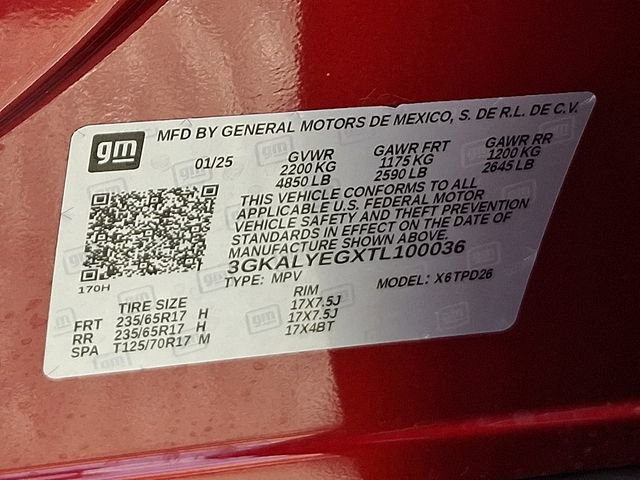 MFD BY GENERAL MOTORS DE MEXICO, S. DE R.L. DE C.V.
gm
01/25
GVWR GAWR FRT GAWR RR
2200 KG 1175 KG 1200 KG
4850 LB 2590 LB 2645 LB
THIS VEHICLE CONFORMS TO ALL
APPLICABLE U.S. FEDERAL MOTOR
VEHICLE SAFETY AND THEFT PREVENTION
STANDARDS IN EFFECT ON THE DATE OF
MANUFACTURE SHOWN ABOVE.
3GKALYEGXTL100036
170H
TYPE: MPV MODEL: X6TPD26
TIRE SIZE RIM
FRT 235/65R17 H 17X7.5J
RR 235/65R17 H 17X7.5J
SPA T125/70R17 M 17X4BT